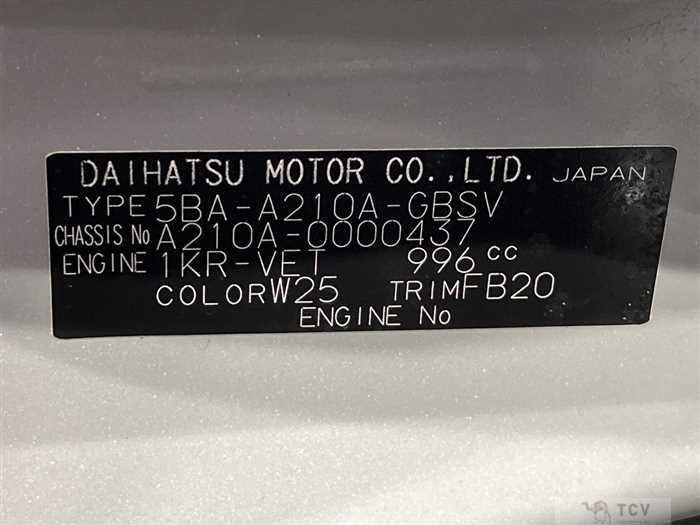 DAIHATSU MOTOR CO.,LTD. JAPAN
TYPE 5BA-A210A-GBSV
CHASSIS No A210A-0000437
ENGINE 1KR-VET 996 cc
COLOR W25 TRIM FB20
ENGINE No
TCV